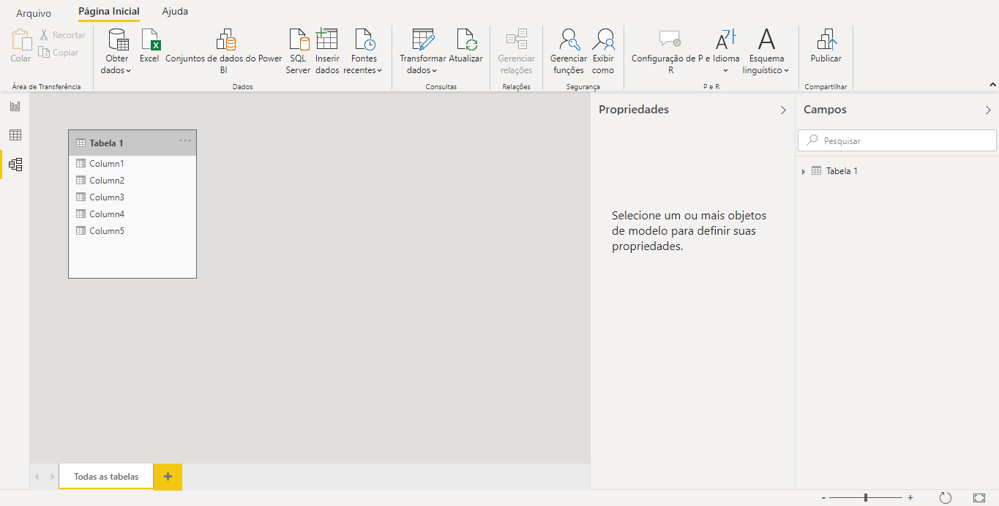 Arquivo
Página Inicial
Ajuda
Colar
Recortar
Copiar
Área de Transferência
Obter
dados
Excel
Conjuntos de dados do Power
BI
SQL
Server
Inserir
dados
Fontes
recentes
Dados
Transformar
dados
Atualizar
Consultas
Gerenciar
relações
Relações
Gerenciar
funções
Exibir
como
Segurança
Configuração de P e
R
Idioma
Esquema
linguístico
P e R
Publicar
Compartilhar
Tabela 1
Column1
Column2
Column3
Column4
Column5
Propriedades
Selecione um ou mais objetos
de modelo para definir suas
propriedades.
Campos
Pesquisar
Tabela 1
Todas as tabelas